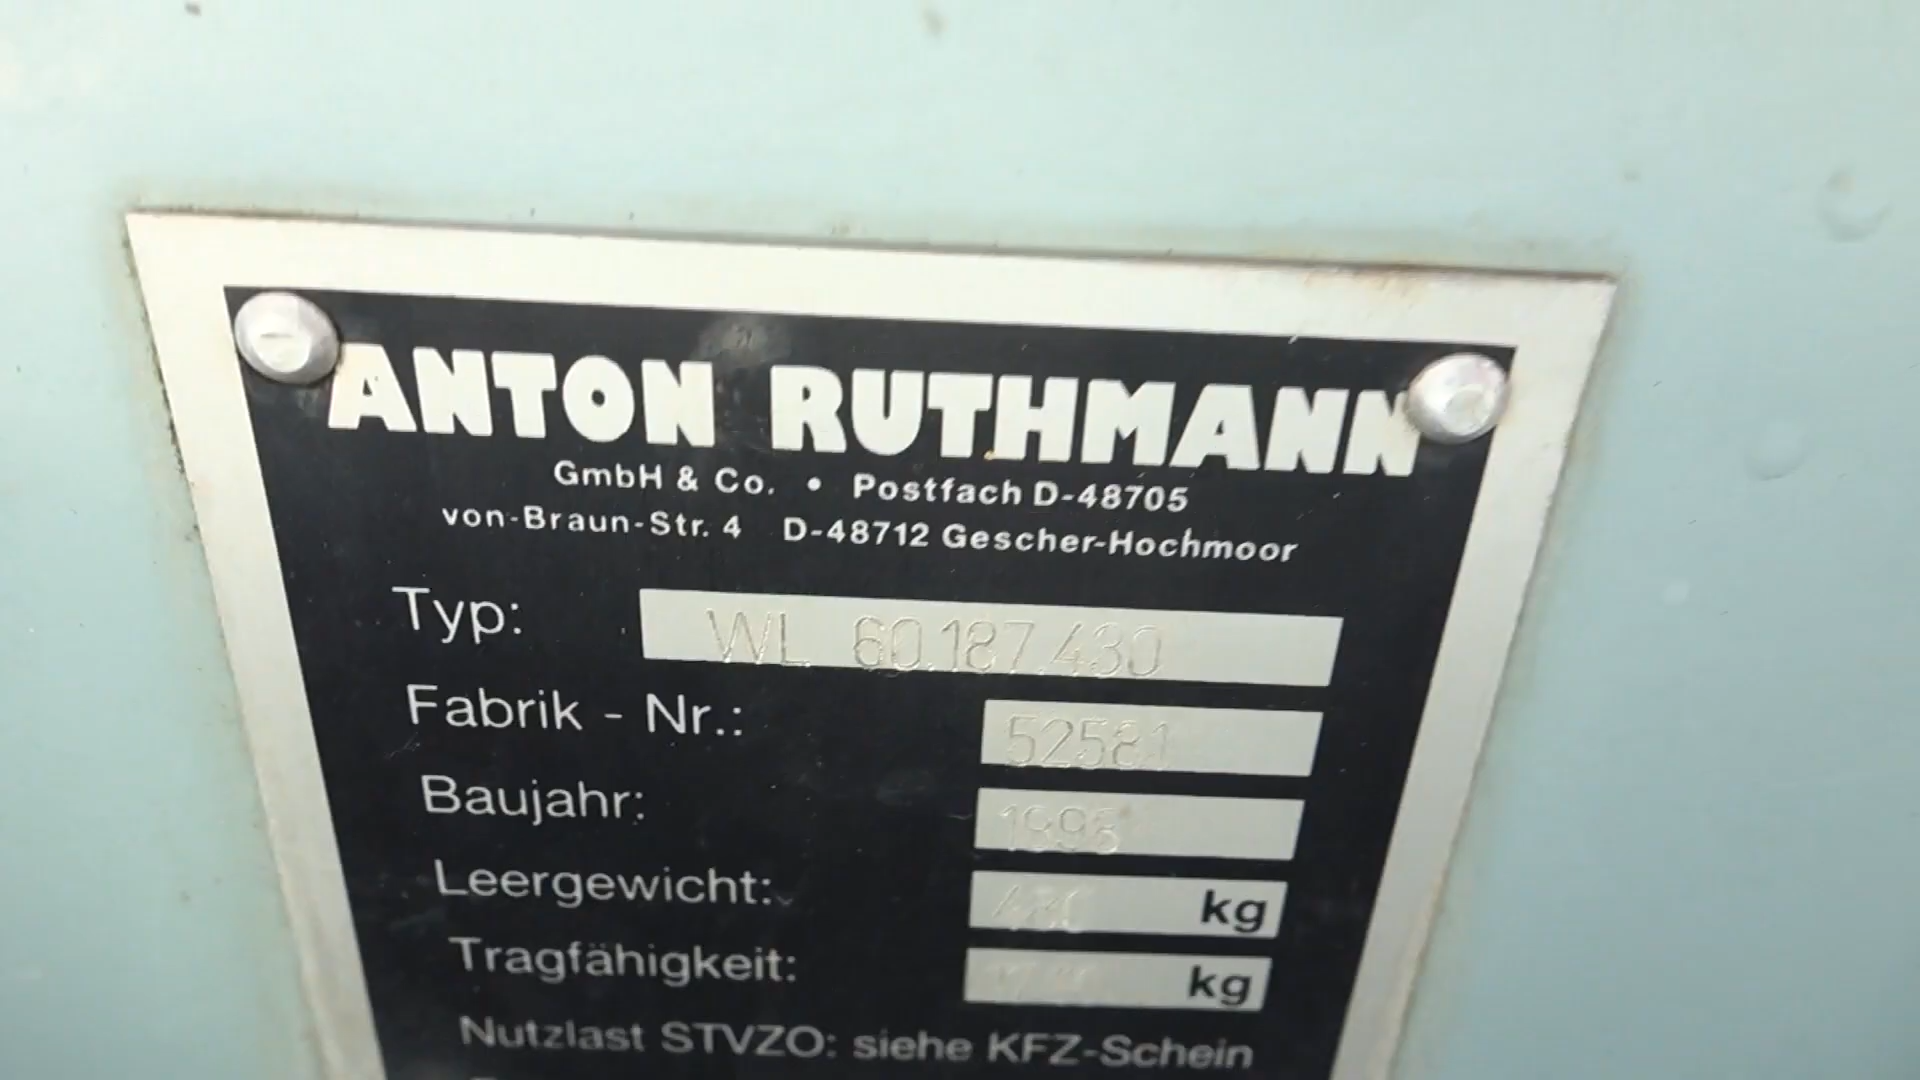 ANTON RUTHMANN
GmbH & Co. • Postfach D-48705
von-Braun-Str. 4 D-48712 Gescher-Hochmoor
Typ: WL 60.187.430
Fabrik - Nr.: 52581
Baujahr: 1995
Leergewicht: kg
Tragfähigkeit: kg
Nutzlast STVZO: siehe KFZ-Schein